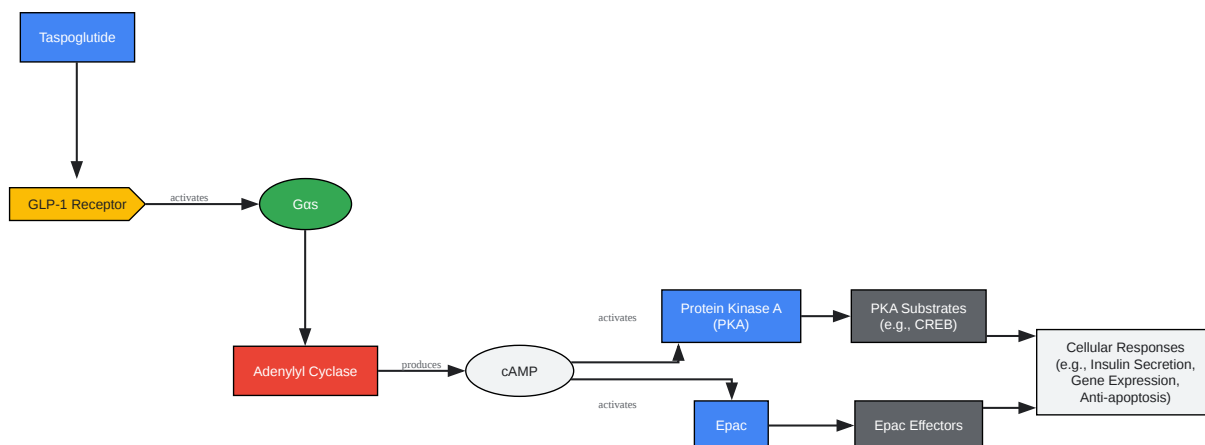 Taspoglutide
GLP-1 Receptor
activates
Gαs
Adenylyl Cyclase
produces
cAMP
activates
Protein Kinase A
(PKA)
PKA Substrates
(e.g., CREB)
activates
Epac
Epac Effectors
Cellular Responses
(e.g., Insulin Secretion,
Gene Expression,
Anti-apoptosis)